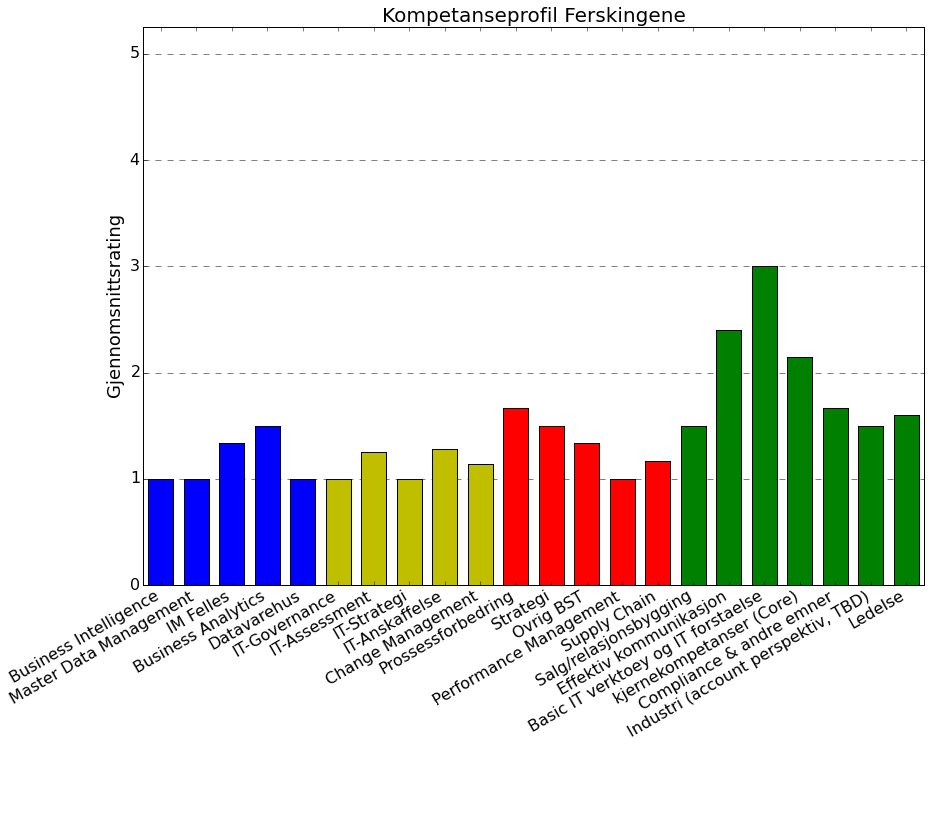 Kompetanseprofil Ferskingene
Gjennomsnittsrating
5
4
3
2
1
0
Business Intelligence
Master Data Management
IM Felles
Business Analytics
Datavarehus
IT-Governance
IT-Assessment
IT-Strategi
IT-Anskaffelse
Change Management
Prossessforbedring
Strategi
Ovrig BST
Performance Management
Supply Chain
Salg/relasjonsbygging
Effektiv kommunikasjon
Basic IT verktoey og IT forstaelse
kjernekompetanser (Core)
Compliance & andre emner
Industri (account perspektiv, TBD)
Ledelse